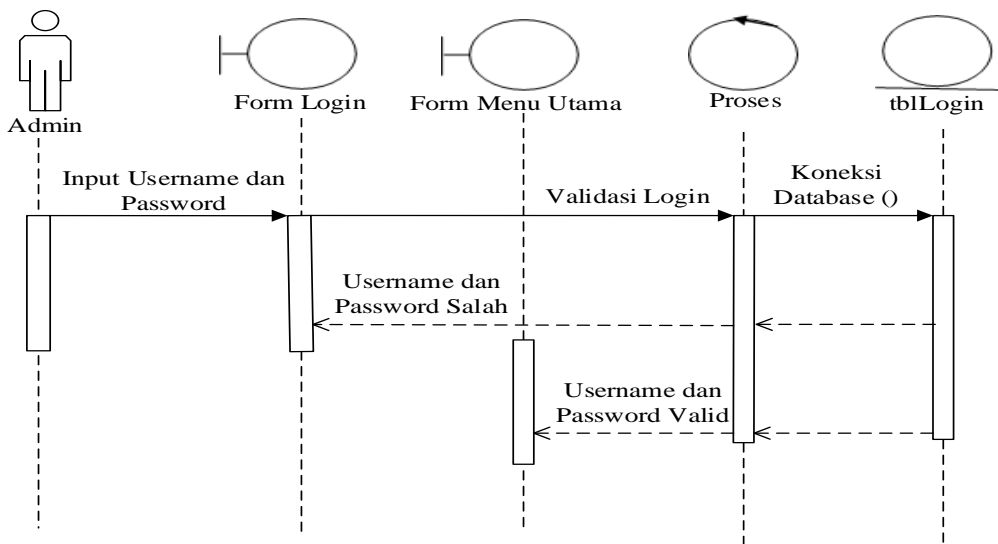 Admin
Form Login
Form Menu Utama
Proses
tblLogin
Input Username dan
Password
Validasi Login
Koneksi
Database ()
Username dan
Password Salah
Username dan
Password Valid